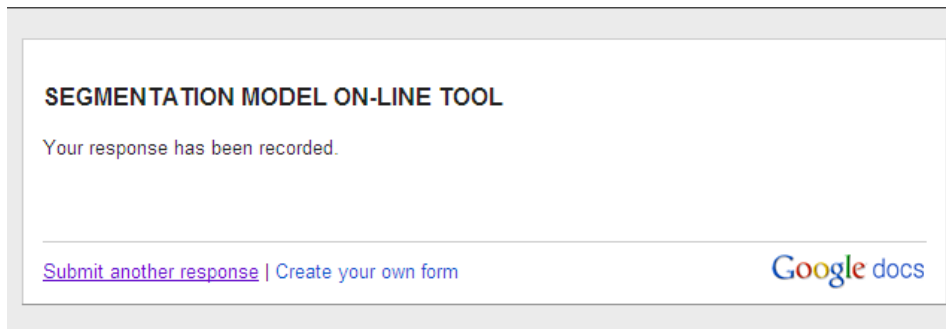 SEGMENTATION MODEL ON-LINE TOOL
Your response has been recorded.
Submit another response | Create your own form
Google docs